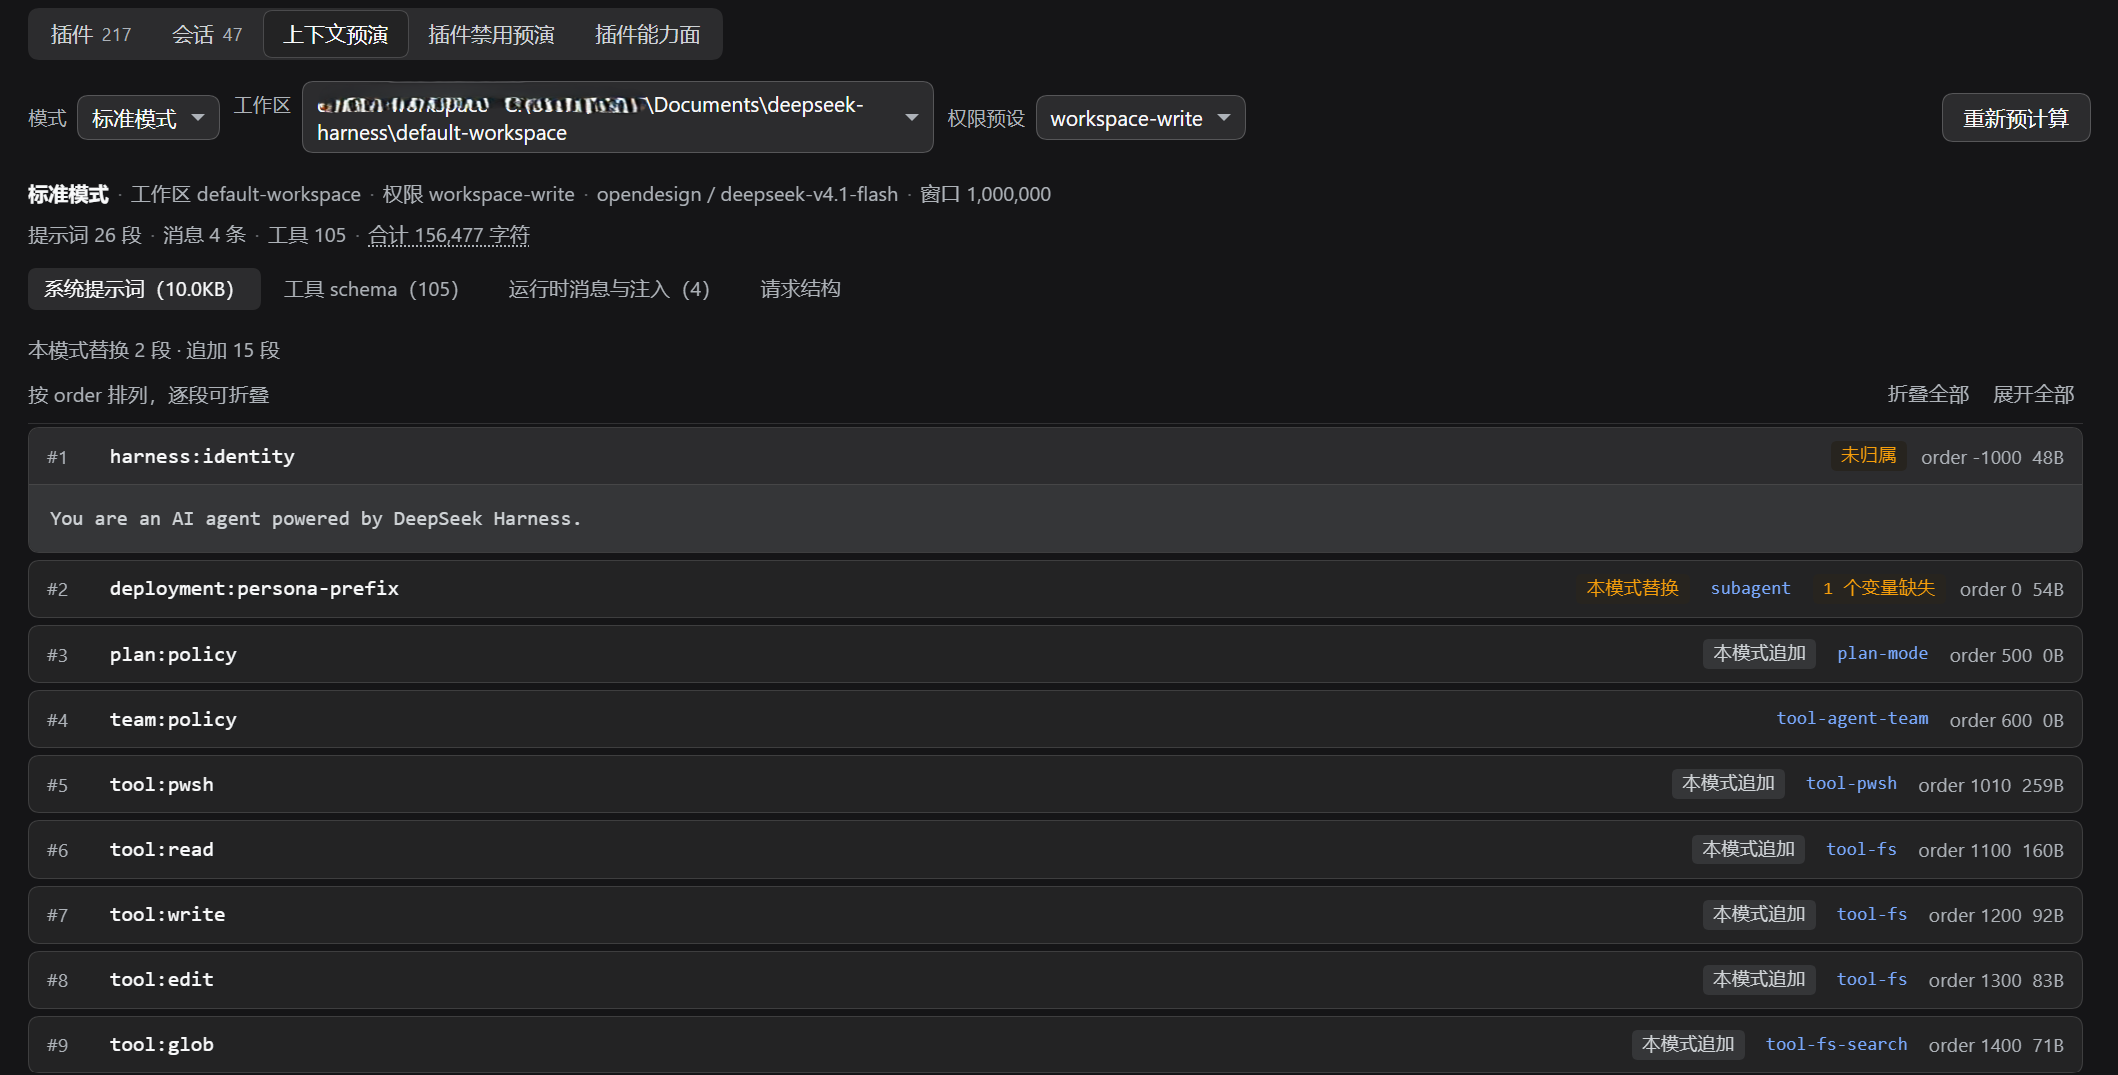 插件 217 会话 47 上下文预演 插件禁用预演 插件能力面
模式 标准模式 工作区 \Documents\deepseek-
harness\default-workspace 权限预设 workspace-write 重新预计算
标准模式 · 工作区 default-workspace · 权限 workspace-write · opendesign / deepseek-v4.1-flash · 窗口 1,000,000
提示词 26 段 · 消息 4 条 · 工具 105 · 合计 156,477 字符
系统提示词（10.0KB） 工具 schema（105） 运行时消息与注入（4） 请求结构
本模式替换 2 段 · 追加 15 段
按 order 排列，逐段可折叠 折叠全部 展开全部
#1 harness:identity 未归属 order -1000 48B
You are an AI agent powered by DeepSeek Harness.
#2 deployment:persona-prefix 本模式替换 subagent 1 个变量缺失 order 0 54B
#3 plan:policy 本模式追加 plan-mode order 500 0B
#4 team:policy tool-agent-team order 600 0B
#5 tool:pwsh 本模式追加 tool-pwsh order 1010 259B
#6 tool:read 本模式追加 tool-fs order 1100 160B
#7 tool:write 本模式追加 tool-fs order 1200 92B
#8 tool:edit 本模式追加 tool-fs order 1300 83B
#9 tool:glob 本模式追加 tool-fs-search order 1400 71B